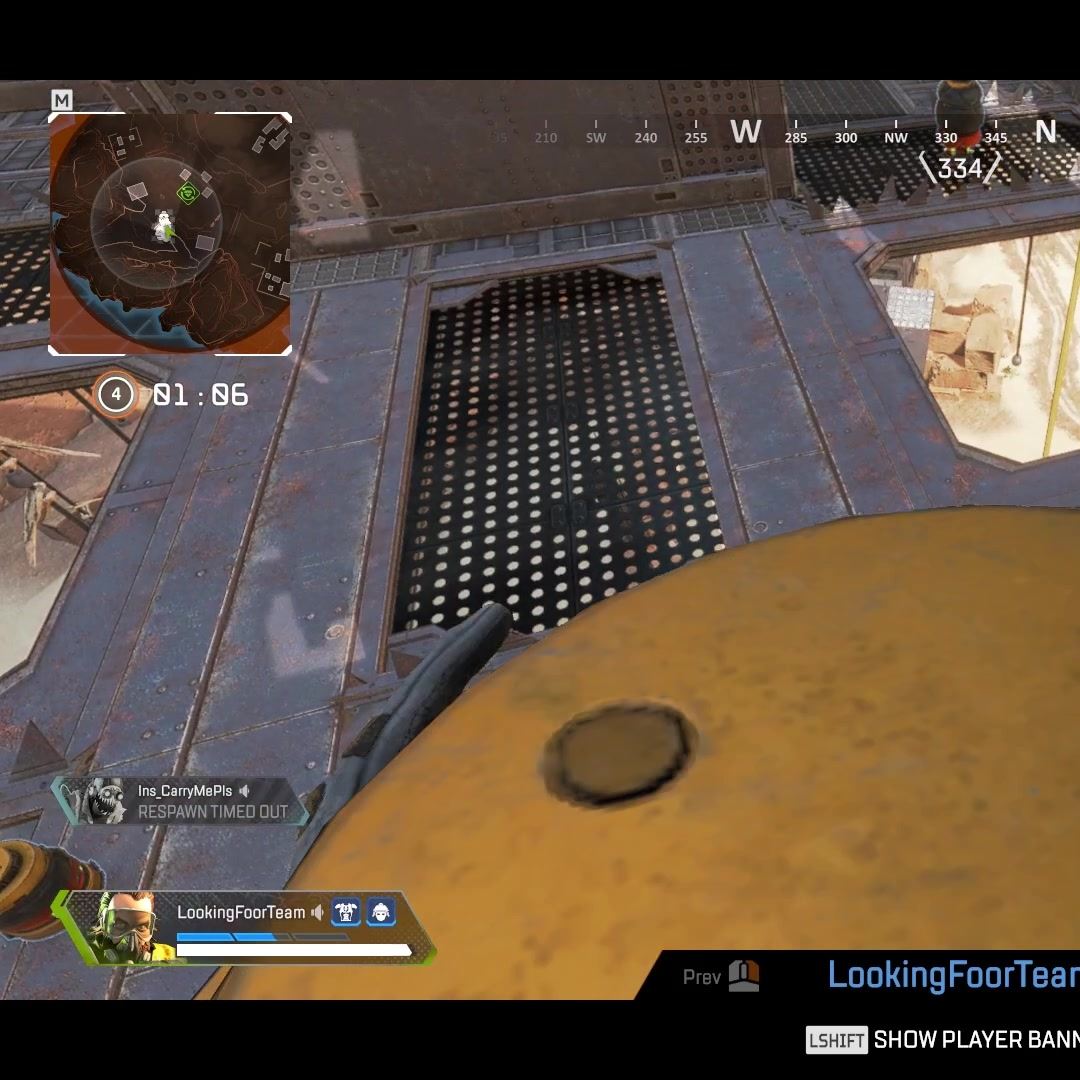 M
210 SW 240 255 W 285 300 NW 330 345 N
334
4 01:06
Ins_CarryMePls
RESPAWN TIMED OUT
LookingFoorTeam
Prev LookingFoorTeam
LSHIFT SHOW PLAYER BANN